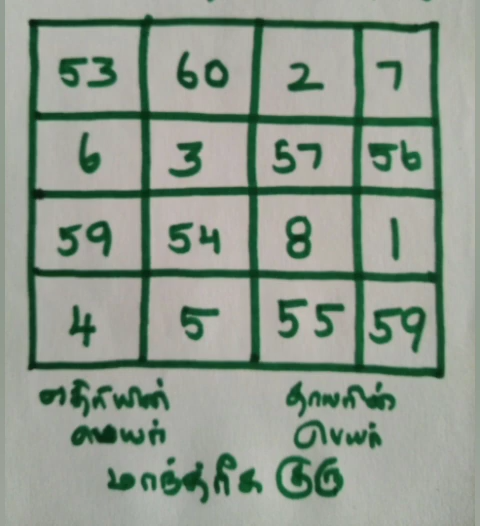 53 60 2 7
6 3 57 56
59 54 8 1
4 5 55 59
எதிரியின் தாயாரின்
பெயர் பெயர்
மாந்த்ரீக குரு